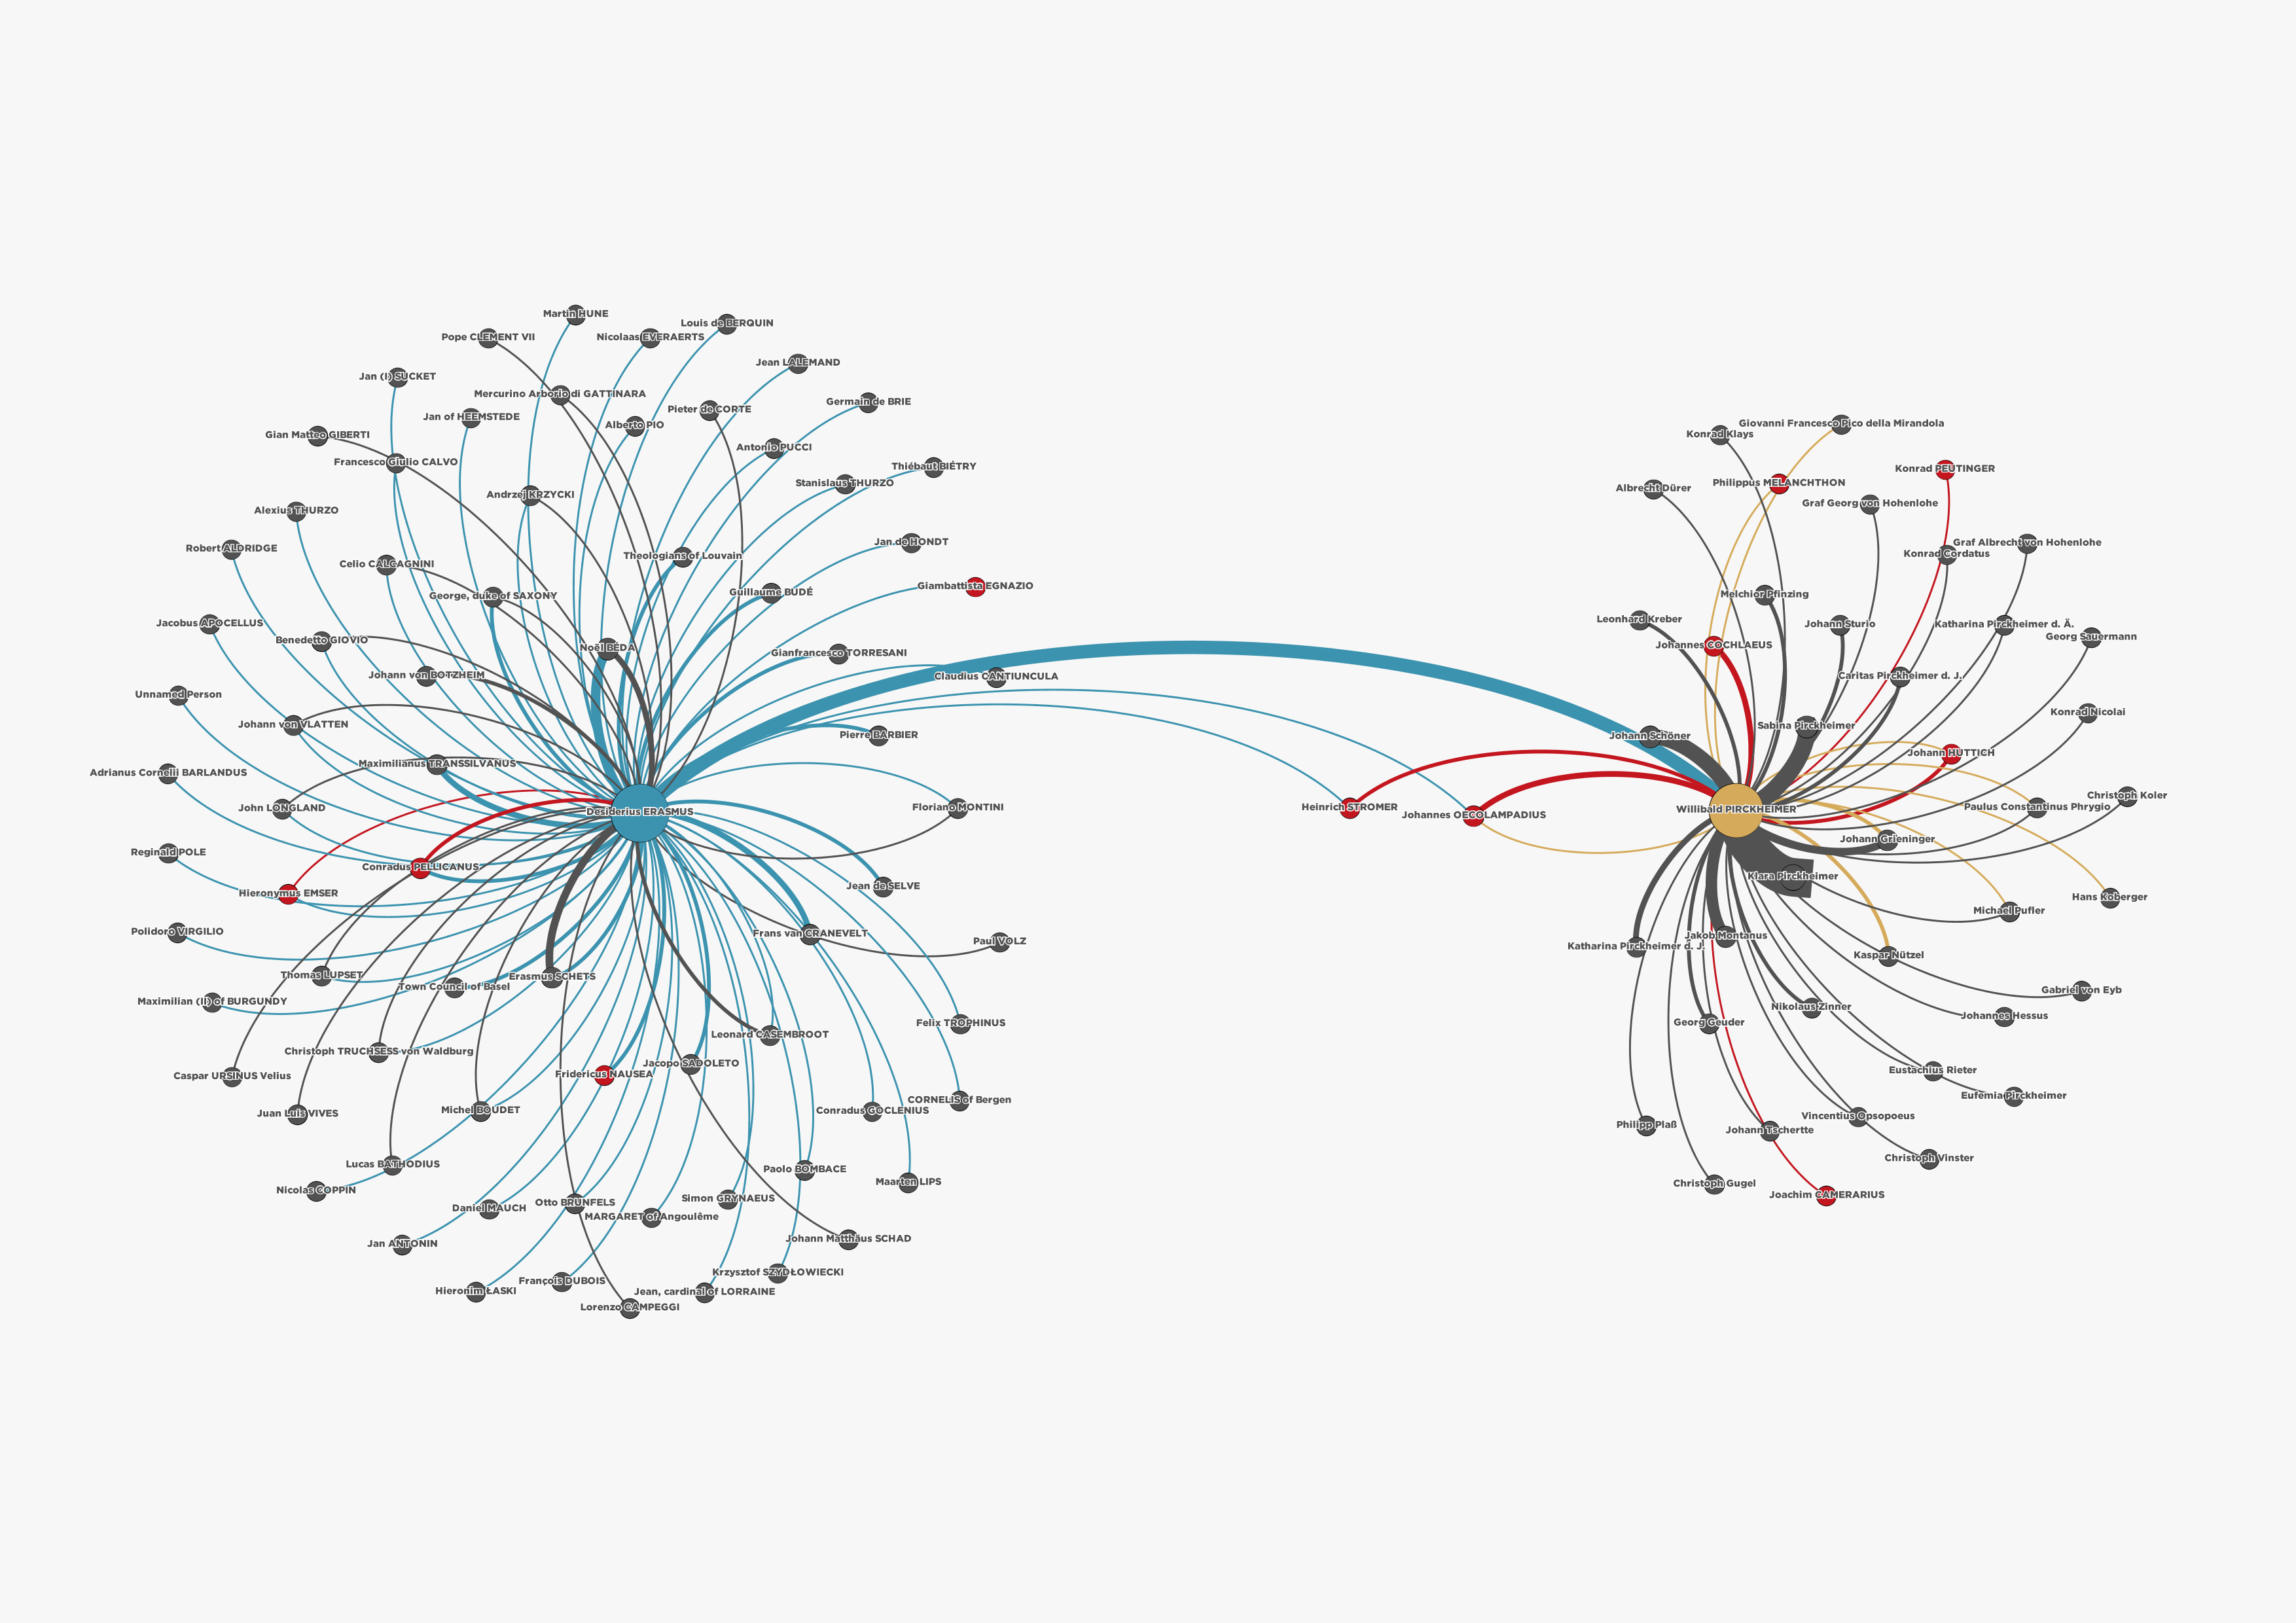 Martin HUNE
Louis de BERQUIN
Pope CLEMENT VII
Nicolaas EVERAERTS
Jean LALEMAND
Jan (I) SUCKET
Mercurino Arborio di GATTINARA
Germain de BRIE
Pieter de CORTE
Jan of HEEMSTEDE
Alberto PIO
Gian Matteo GIBERTI
Antonio PUCCI
Francesco Giulio CALVO
Thiébaut BIÉTRY
Stanislaus THURZO
Andrzej KRZYCKI
Alexius THURZO
Jan de HONDT
Robert ALDRIDGE
Theologians of Louvain
Celio CALCAGNINI
Giambattista EGNAZIO
Guillaume BUDÉ
George, duke of SAXONY
Jacobus APOCELLUS
Benedetto GIOVIO
Noël BÉDA
Gianfrancesco TORRESANI
Johann von BOTZHEIM
Claudius CANTIUNCULA
Unnamed Person
Johann von VLATTEN
Pierre BARBIER
Maximilianus TRANSSILVANUS
Adrianus Cornelii BARLANDUS
John LONGLAND
Floriano MONTINI
Desiderius ERASMUS
Reginald POLE
Conradus PELLICANUS
Jean de SELVE
Hieronymus EMSER
Polidoro VIRGILIO
Frans van CRANEVELT
Paul VOLZ
Thomas LUPSET
Erasmus SCHETS
Town Council of Basel
Maximilian (II) of BURGUNDY
Felix TROPHINUS
Leonard CASEMBROOT
Christoph TRUCHSESS von Waldburg
Jacopo SADOLETO
Fridericus NAUSEA
Caspar URSINUS Velius
CORNELIS of Bergen
Juan Luis VIVES
Michel BOUDET
Conradus GOCLENIUS
Lucas BATHODIUS
Paolo BOMBACE
Maarten LIPS
Nicolas COPPIN
Simon GRYNAEUS
Otto BRUNFELS
Daniel MAUCH
MARGARET of Angoulême
Johann Matthäus SCHAD
Jan ANTONIN
Krzysztof SZYDŁOWIECKI
François DUBOIS
Hieronim ŁASKI
Jean, cardinal of LORRAINE
Lorenzo CAMPEGGI
Giovanni Francesco Pico della Mirandola
Konrad Klays
Konrad PEUTINGER
Philippus MELANCHTHON
Albrecht Dürer
Graf Georg von Hohenlohe
Graf Albrecht von Hohenlohe
Konrad Cordatus
Melchior Pfinzing
Leonhard Kreber
Johann Sturio
Katharina Pirckheimer d. Ä.
Georg Sauermann
Johannes COCHLAEUS
Caritas Pirckheimer d. J.
Konrad Nicolai
Sabina Pirckheimer
Johann Schöner
Johann HUTTICH
Christoph Koler
Heinrich STROMER
Paulus Constantinus Phrygio
Willibald PIRCKHEIMER
Johannes OECOLAMPADIUS
Johann Grieninger
Klara Pirckheimer
Hans Koberger
Michael Pufler
Jakob Montanus
Katharina Pirckheimer d. J.
Kaspar Nützel
Gabriel von Eyb
Nikolaus Zinner
Johannes Hessus
Georg Geuder
Eustachius Rieter
Eufemia Pirckheimer
Vincentius Opsopoeus
Philipp Plaß
Johann Tschertte
Christoph Vinster
Christoph Gugel
Joachim CAMERARIUS